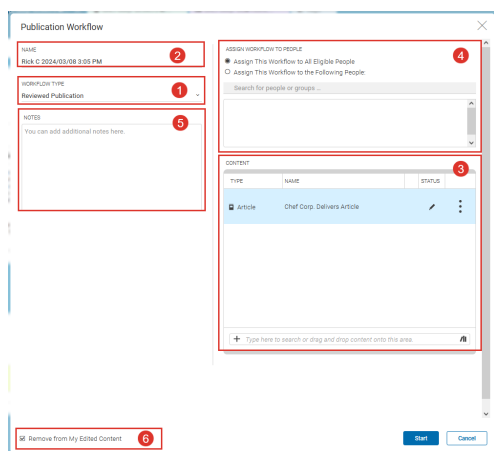 Publication Workflow
NAME
2
Rick C 2024/03/08 3:05 PM
WORKFLOW TYPE
1
Reviewed Publication
NOTES
5
You can add additional notes here.
ASSIGN WORKFLOW TO PEOPLE
4
Assign This Workflow to All Eligible People
Assign This Workflow to the Following People:
Search for people or groups ...
CONTENT
3
TYPE NAME STATUS
Article Chef Corp. Delivers Article
+ Type here to search or drag and drop content onto this area
Remove from My Edited Content
6
Start Cancel